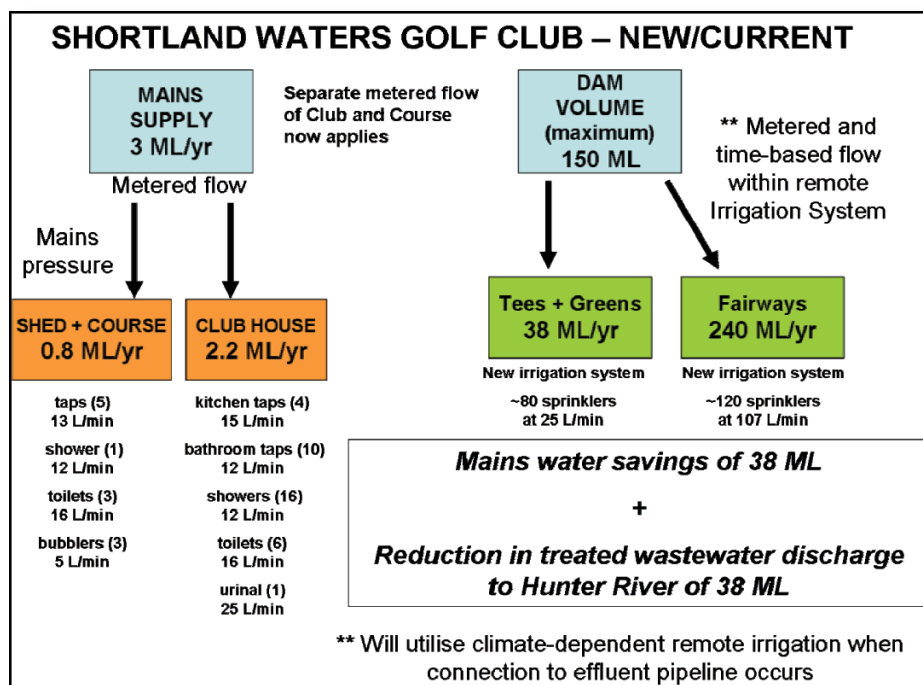 SHORTLAND WATERS GOLF CLUB – NEW/CURRENT
MAINS
SUPPLY
3 ML/yr
Separate metered flow
of Club and Course
now applies
DAM
VOLUME
(maximum)
150 ML
** Metered and
time-based flow
within remote
Irrigation System
Metered flow
Mains
pressure
SHED + COURSE
0.8 ML/yr
CLUB HOUSE
2.2 ML/yr
Tees + Greens
38 ML/yr
Fairways
240 ML/yr
taps (5)
13 L/min
shower (1)
12 L/min
toilets (3)
16 L/min
bubblers (3)
5 L/min
kitchen taps (4)
15 L/min
bathroom taps (10)
12 L/min
showers (16)
12 L/min
toilets (6)
16 L/min
urinal (1)
25 L/min
New irrigation system
~80 sprinklers
at 25 L/min
New irrigation system
~120 sprinklers
at 107 L/min
Mains water savings of 38 ML
+
Reduction in treated wastewater discharge
to Hunter River of 38 ML
** Will utilise climate-dependent remote irrigation when
connection to effluent pipeline occurs